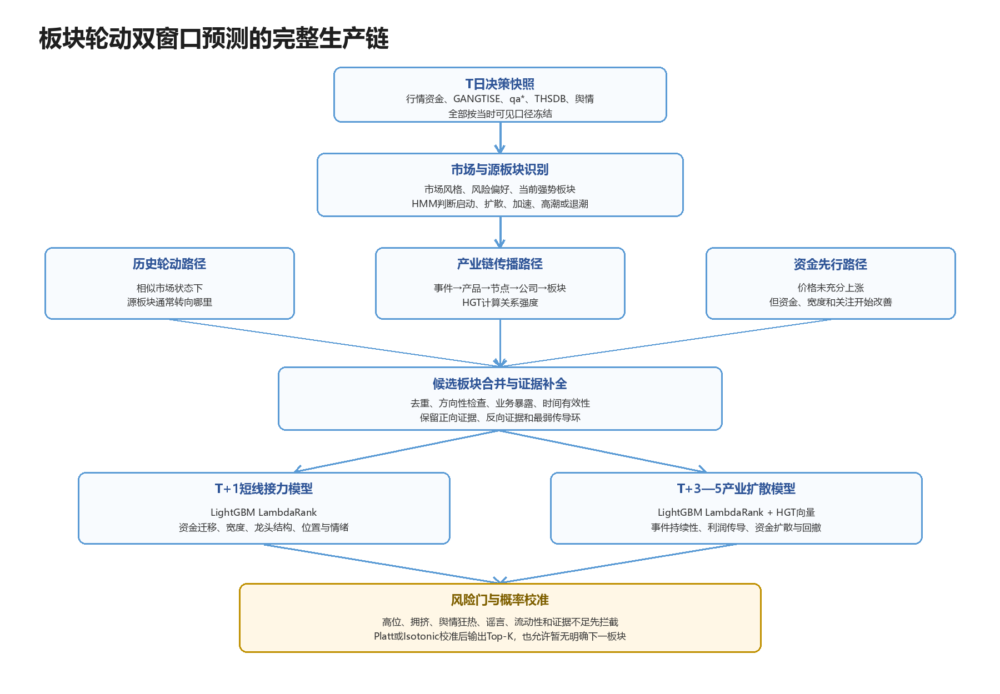 板块轮动双窗口预测的完整生产链
T日决策快照
行情资金、GANGTISE、qa*、THSDB、舆情
全部按当时可见口径冻结
市场与源板块识别
市场风格、风险偏好、当前强势板块
HMM判断启动、扩散、加速、高潮或退潮
历史轮动路径
相似市场状态下
源板块通常转向哪里
产业链传播路径
事件→产品→节点→公司→板块
HGT计算关系强度
资金先行路径
价格未充分上涨
但资金、宽度和关注开始改善
候选板块合并与证据补全
去重、方向性检查、业务暴露、时间有效性
保留正向证据、反向证据和最弱传导环
T+1短线接力模型
LightGBM LambdaRank
资金迁移、宽度、龙头结构、位置与情绪
T+3—5产业扩散模型
LightGBM LambdaRank + HGT向量
事件持续性、利润传导、资金扩散与回撤
风险门与概率校准
高位、拥挤、舆情狂热、谣言、流动性和证据不足先拦截
Platt或Isotonic校准后输出Top-K，也允许暂无明确下一板块